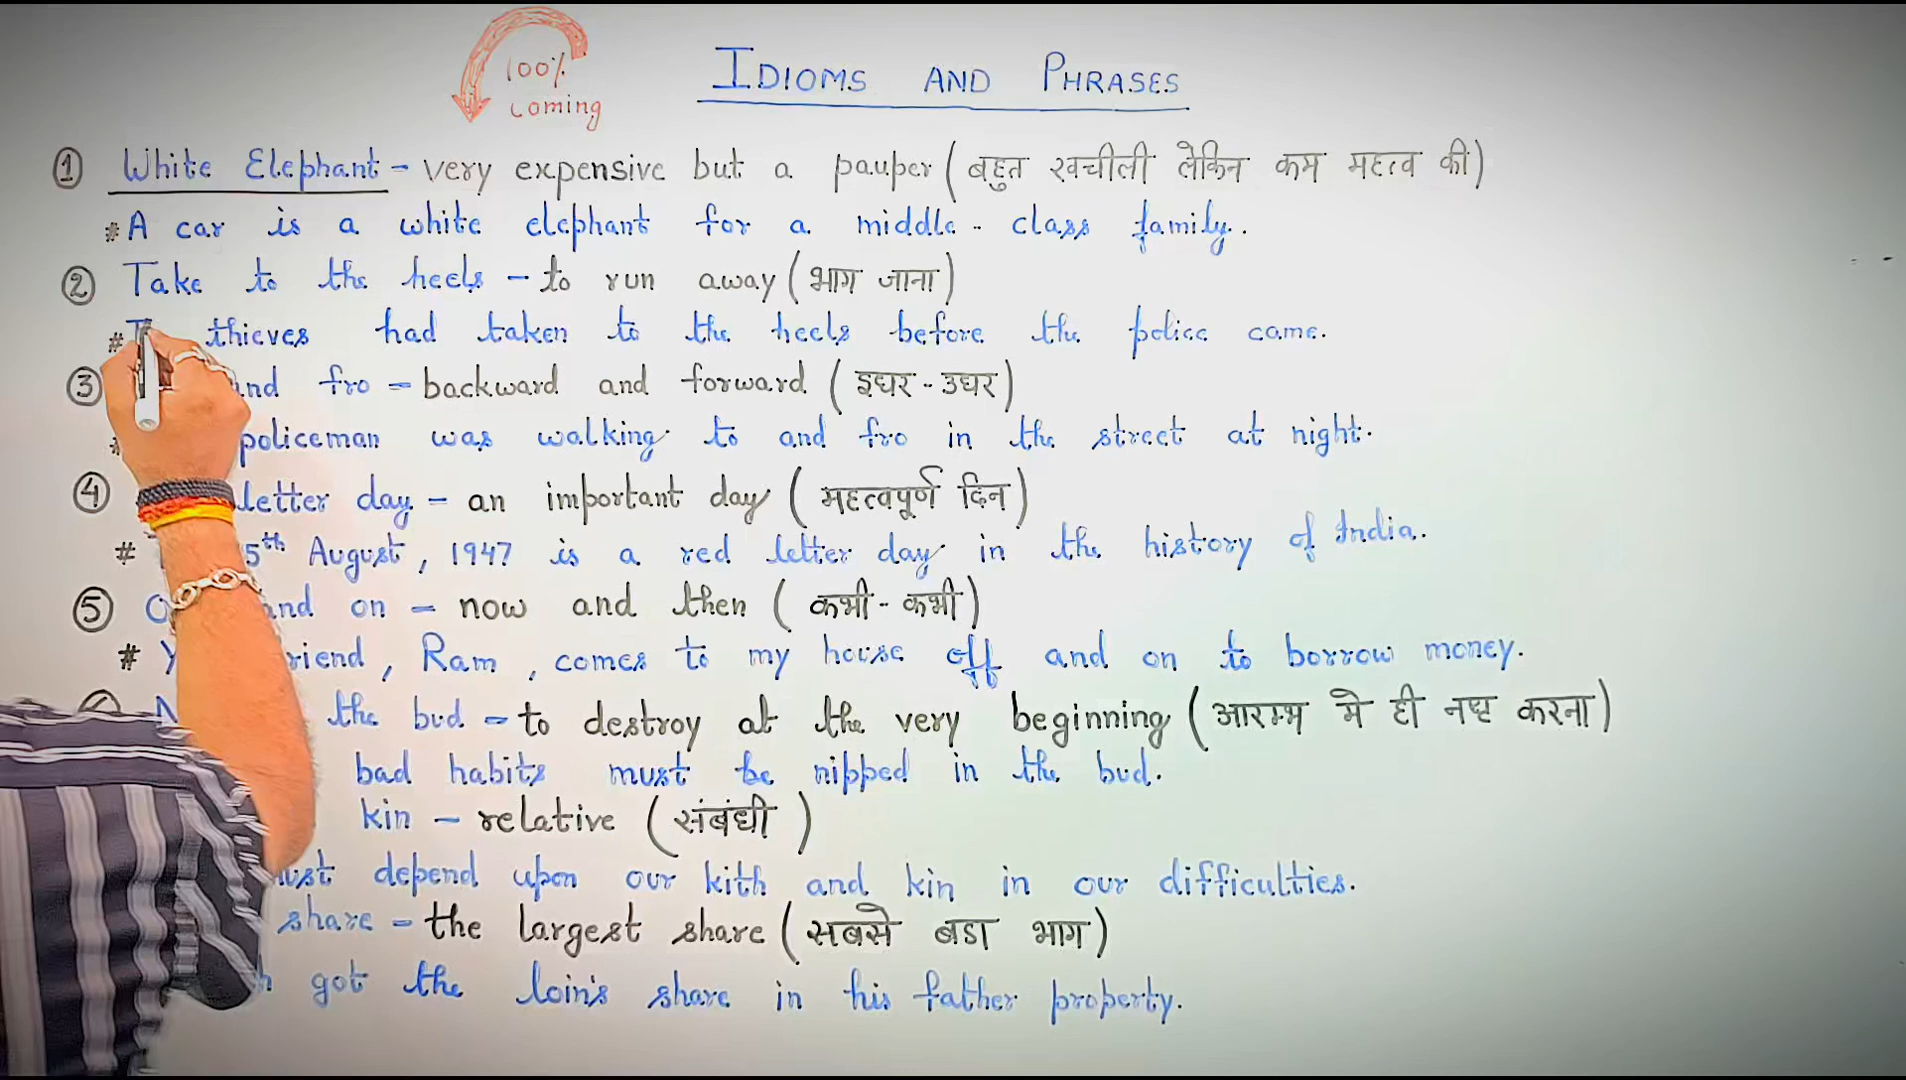 100%
coming
IDIOMS AND PHRASES
① White Elephant - very expensive but a pauper (बहुत खर्चीली लेकिन कम महत्व की)
# A car is a white elephant for a middle-class family.
② Take to the heels - to run away (भाग जाना)
# thieves had taken to the heels before the police came.
③ and fro - backward and forward (इधर-उधर)
policeman was walking to and fro in the street at night.
④ letter day - an important day (महत्वपूर्ण दिन)
# 5th August, 1947 is a red letter day in the history of India.
⑤ and on - now and then (कभी-कभी)
# riend, Ram, comes to my house off and on to borrow money.
the bud - to destroy at the very beginning (आरम्भ मे ही नष्ट करना)
bad habits must be nipped in the bud.
kin - relative (संबंधी)
ust depend upon our kith and kin in our difficulties.
share - the largest share (सबसे बडा भाग)
got the loin's share in his father property.